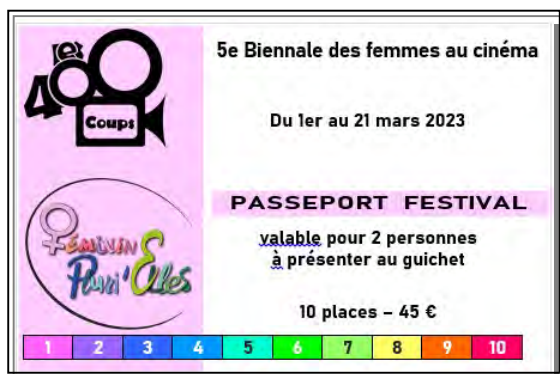 les
400
Coups
5e Biennale des femmes au cinéma
Du 1er au 21 mars 2023
Féminin
Pluri'Elles
PASSEPORT FESTIVAL
valable pour 2 personnes
à présenter au guichet
10 places – 45 €
1 2 3 4 5 6 7 8 9 10